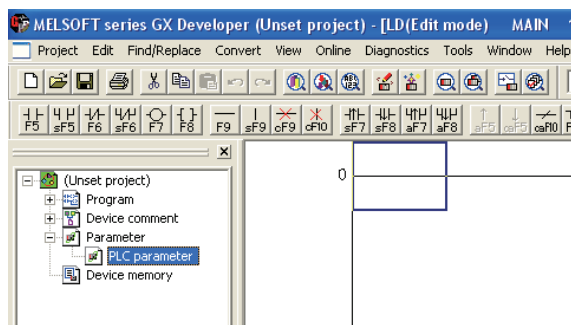 MELSOFT series GX Developer (Unset project) - [LD(Edit mode) MAIN
Project Edit Find/Replace Convert View Online Diagnostics Tools Window Help
F5 sF5 F6 sF6 F7 F8 F9 sF9 cF9 cF10 sF7 sF8 aF7 aF8 aF5 caF5 caF10
(Unset project)
0
Program
Device comment
Parameter
PLC parameter
Device memory